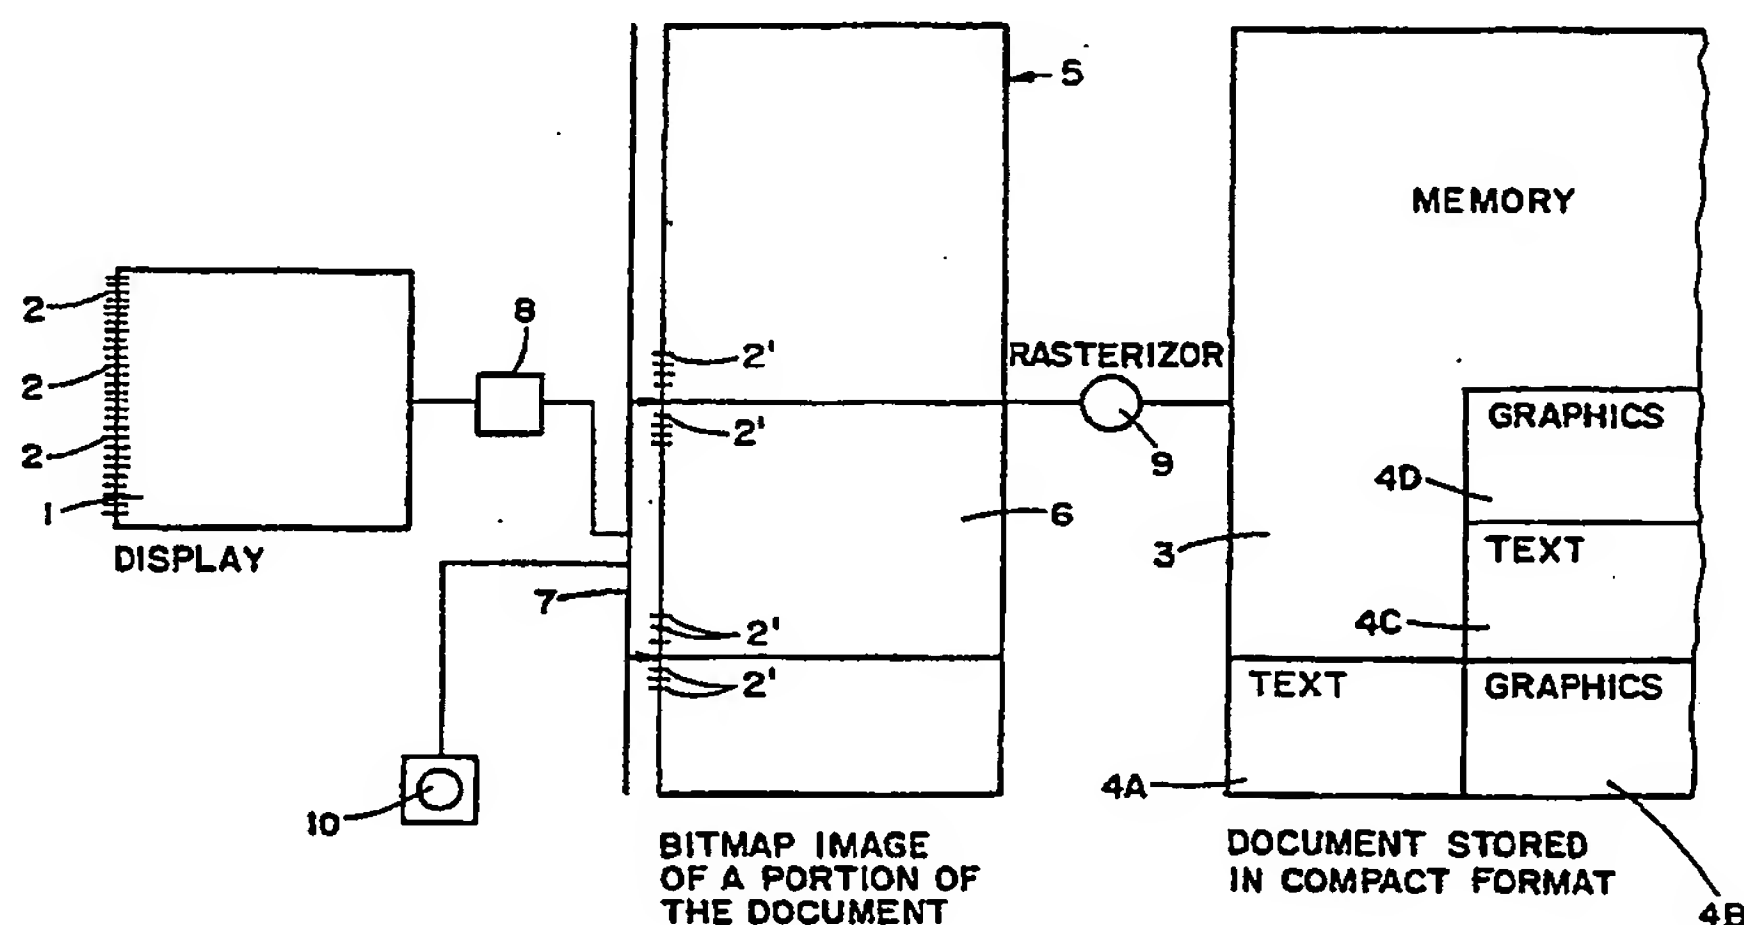 5
MEMORY
2
8
2'
RASTERIZOR
2
2'
GRAPHICS
2
9
4D
1
6
DISPLAY
3
TEXT
7
2'
4C
2'
TEXT
GRAPHICS
4A
10
BITMAP IMAGE
OF A PORTION OF
THE DOCUMENT
DOCUMENT STORED
IN COMPACT FORMAT
4B